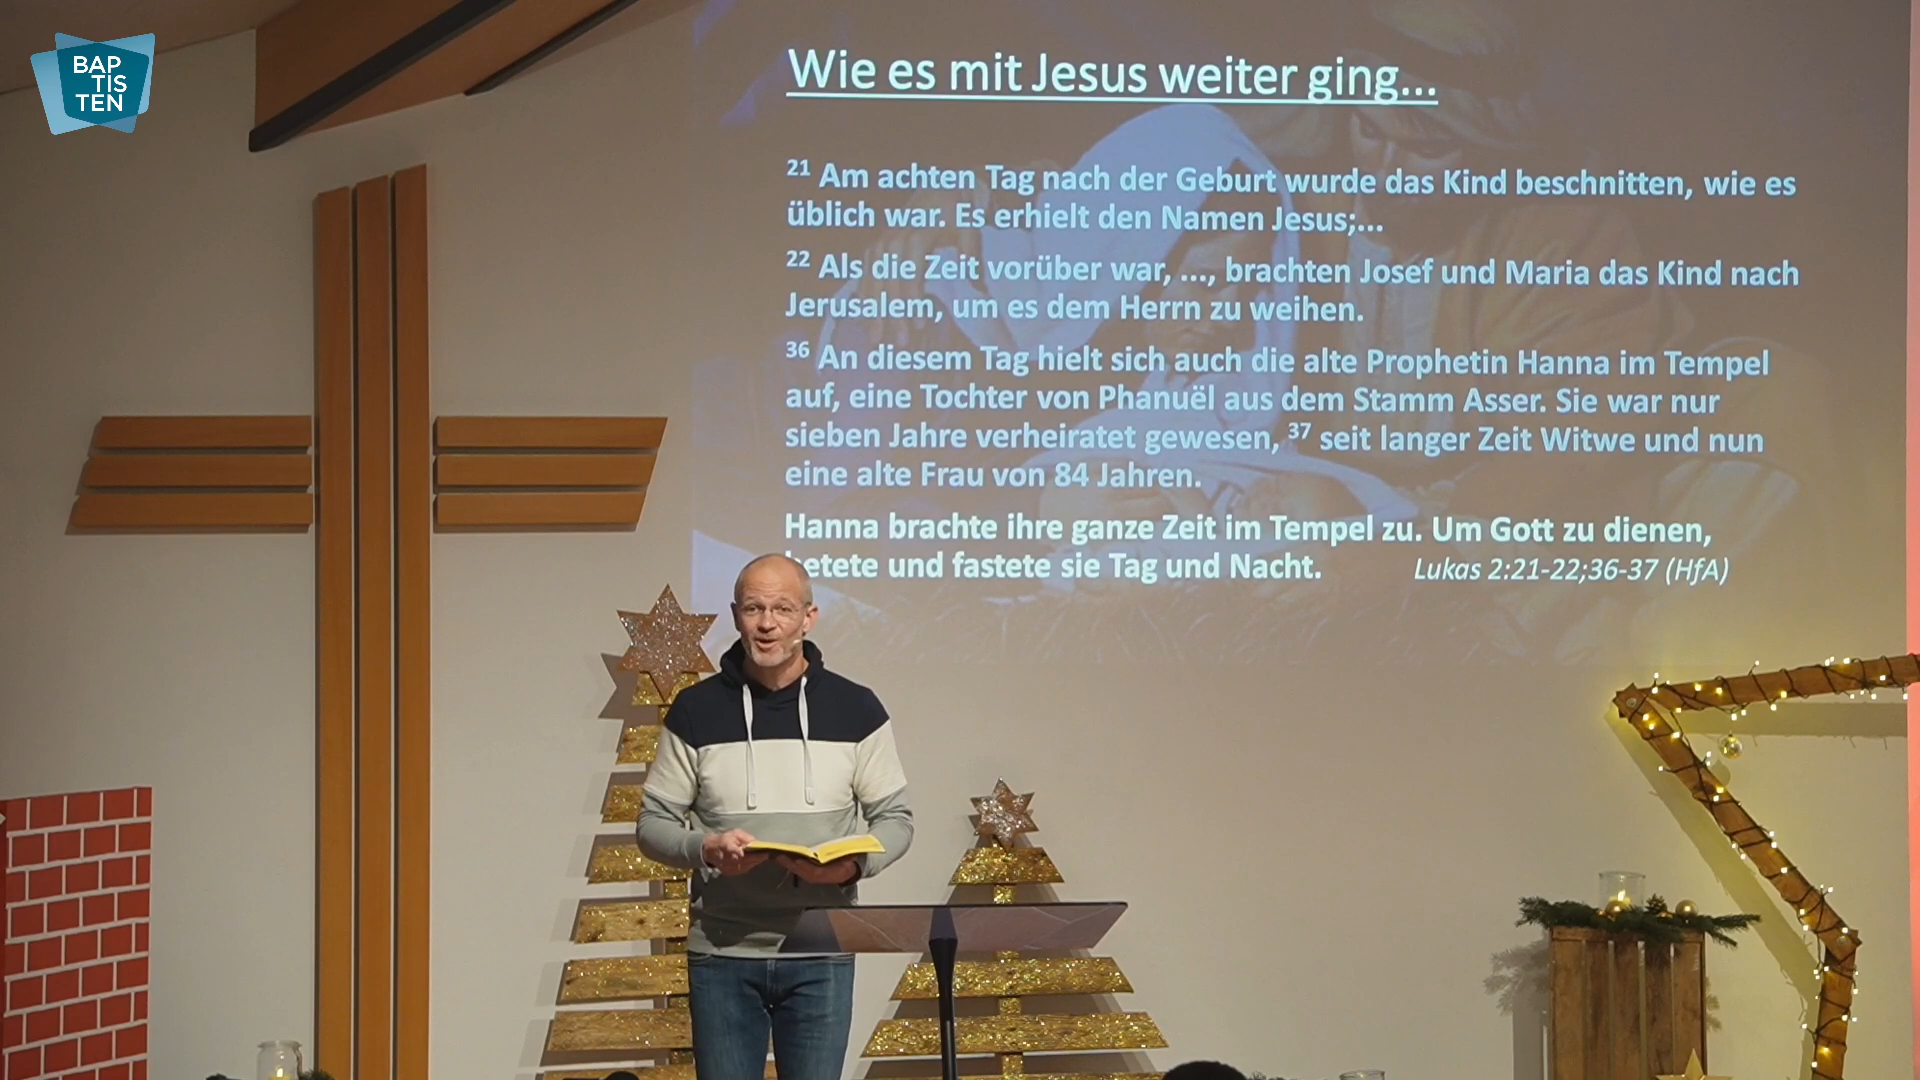 BAP
TIS
TEN
Wie es mit Jesus weiter ging...
21 Am achten Tag nach der Geburt wurde das Kind beschnitten, wie es
üblich war. Es erhielt den Namen Jesus;...
22 Als die Zeit vorüber war, ..., brachten Josef und Maria das Kind nach
Jerusalem, um es dem Herrn zu weihen.
36 An diesem Tag hielt sich auch die alte Prophetin Hanna im Tempel
auf, eine Tochter von Phanuël aus dem Stamm Asser. Sie war nur
sieben Jahre verheiratet gewesen, 37 seit langer Zeit Witwe und nun
eine alte Frau von 84 Jahren.
Hanna brachte ihre ganze Zeit im Tempel zu. Um Gott zu dienen,
betete und fastete sie Tag und Nacht. Lukas 2:21-22;36-37 (HfA)